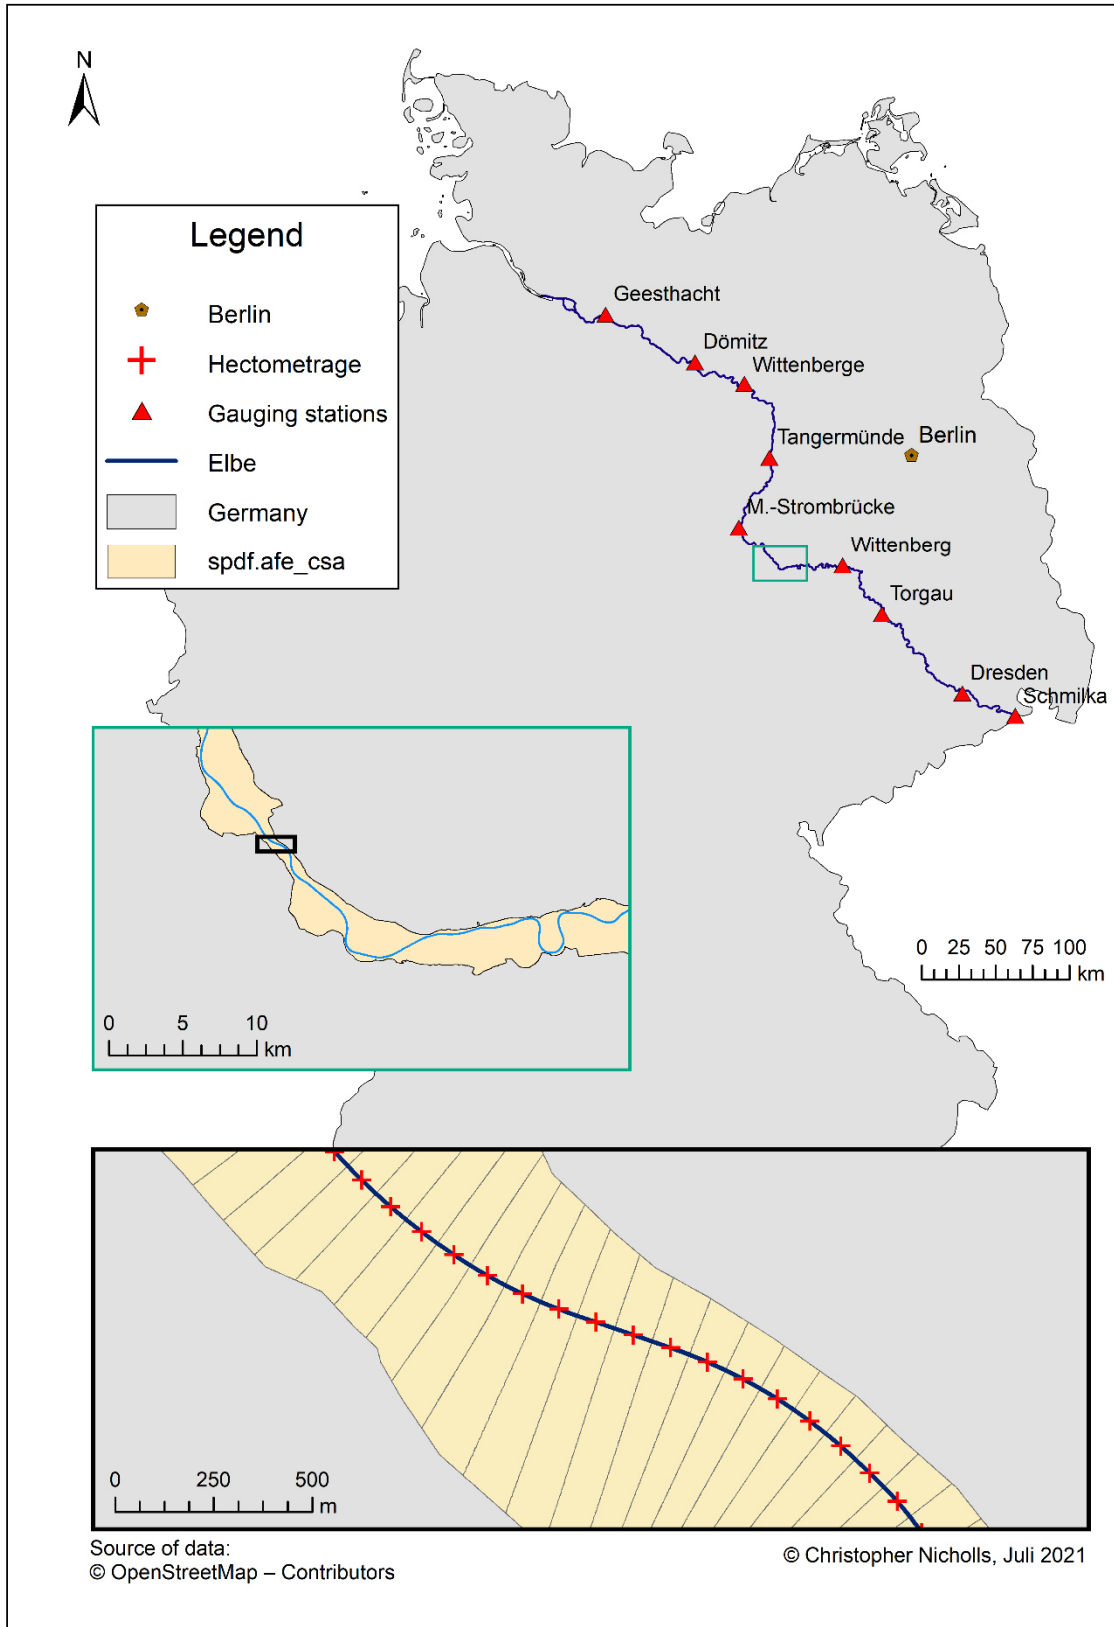 N
Legend
Berlin
Hectometrage
Gauging stations
Elbe
Germany
spdf.afe_csa
Geesthacht
Dömitz
Wittenberge
Tangermünde
Berlin
M.-Strombrücke
Wittenberg
Torgau
Dresden
Schmilka
0 25 50 75 100
km
0 5 10
km
0 250 500
m
Source of data:
© OpenStreetMap – Contributors
© Christopher Nicholls, Juli 2021